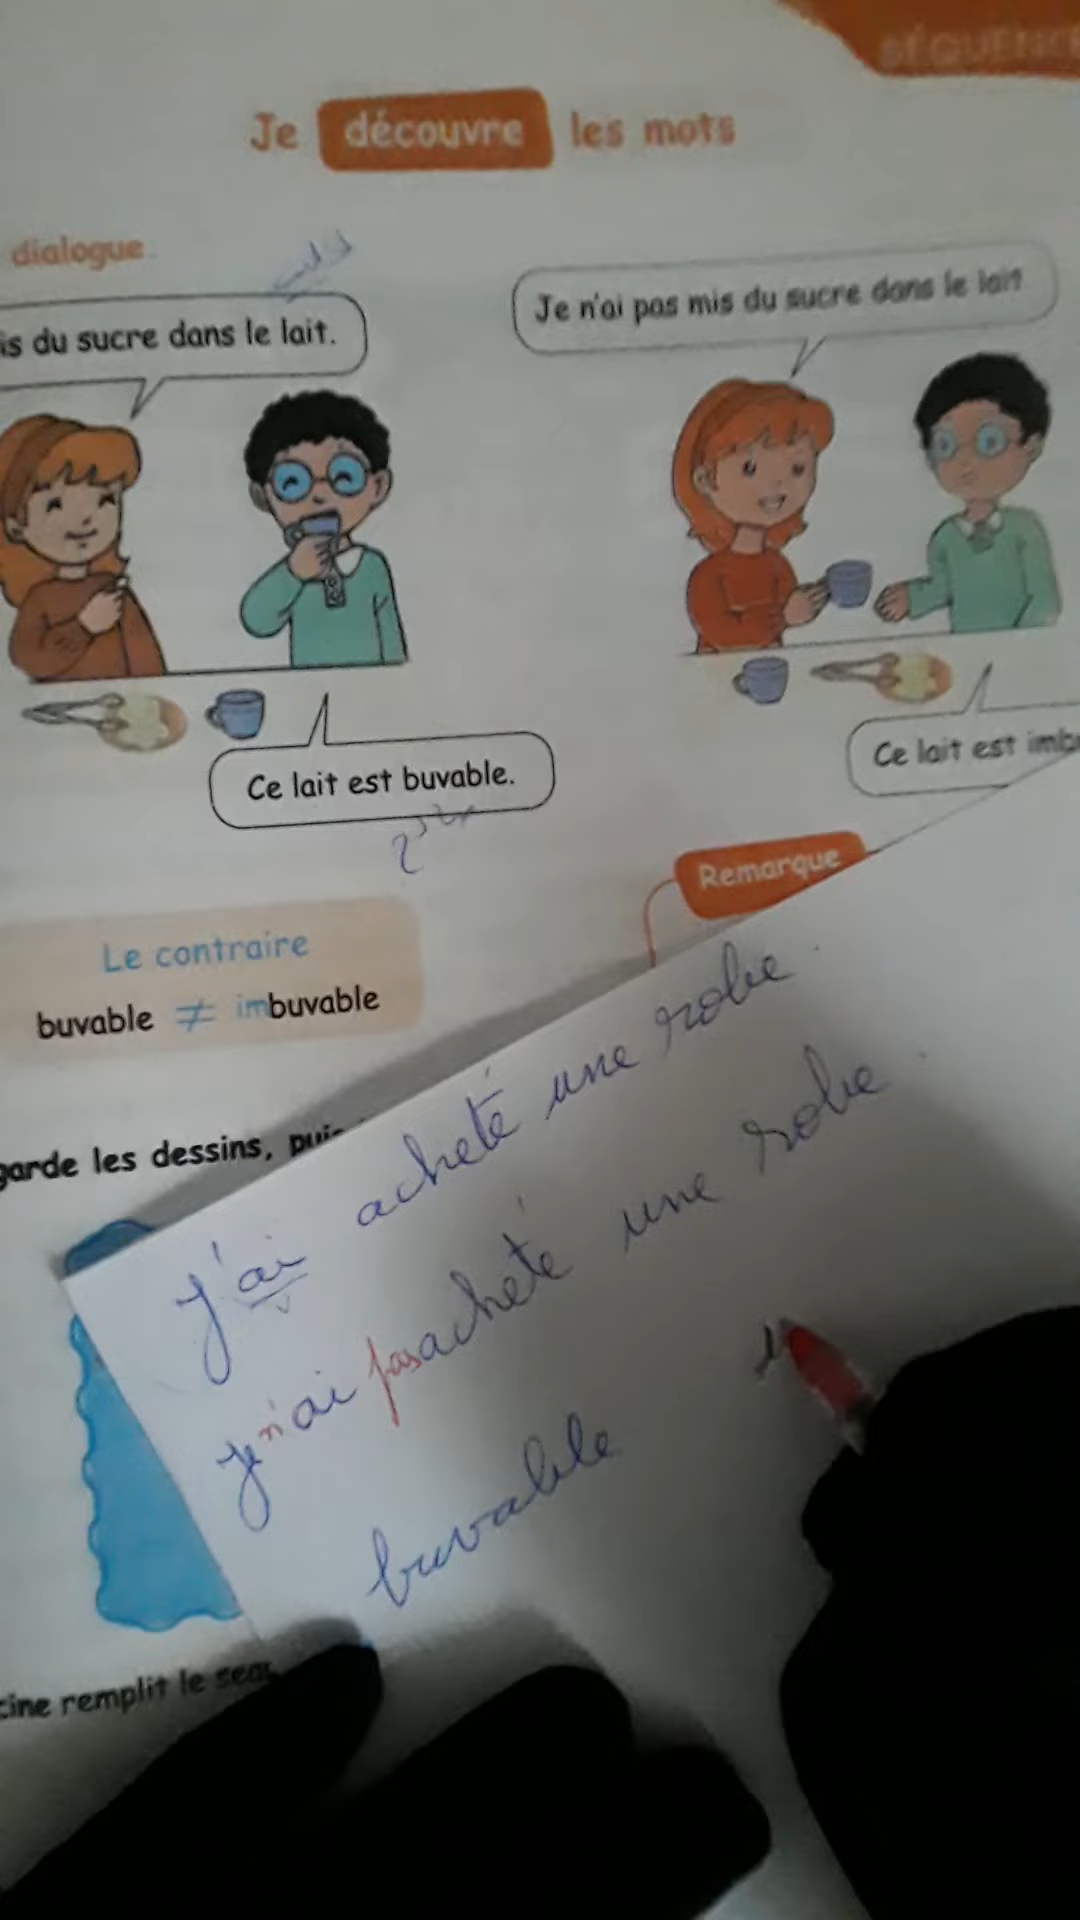 SÉQUENCE
Je découvre les mots
dialogue
is du sucre dans le lait.
Je n'ai pas mis du sucre dans le lait
Ce lait est buvable.
Ce lait est imb
Remarque
Le contraire
buvable ≠ imbuvable
garde les dessins, puis
j'ai acheté une robe.
je n'ai pas acheté une robe.
buvable
cine remplit le seau